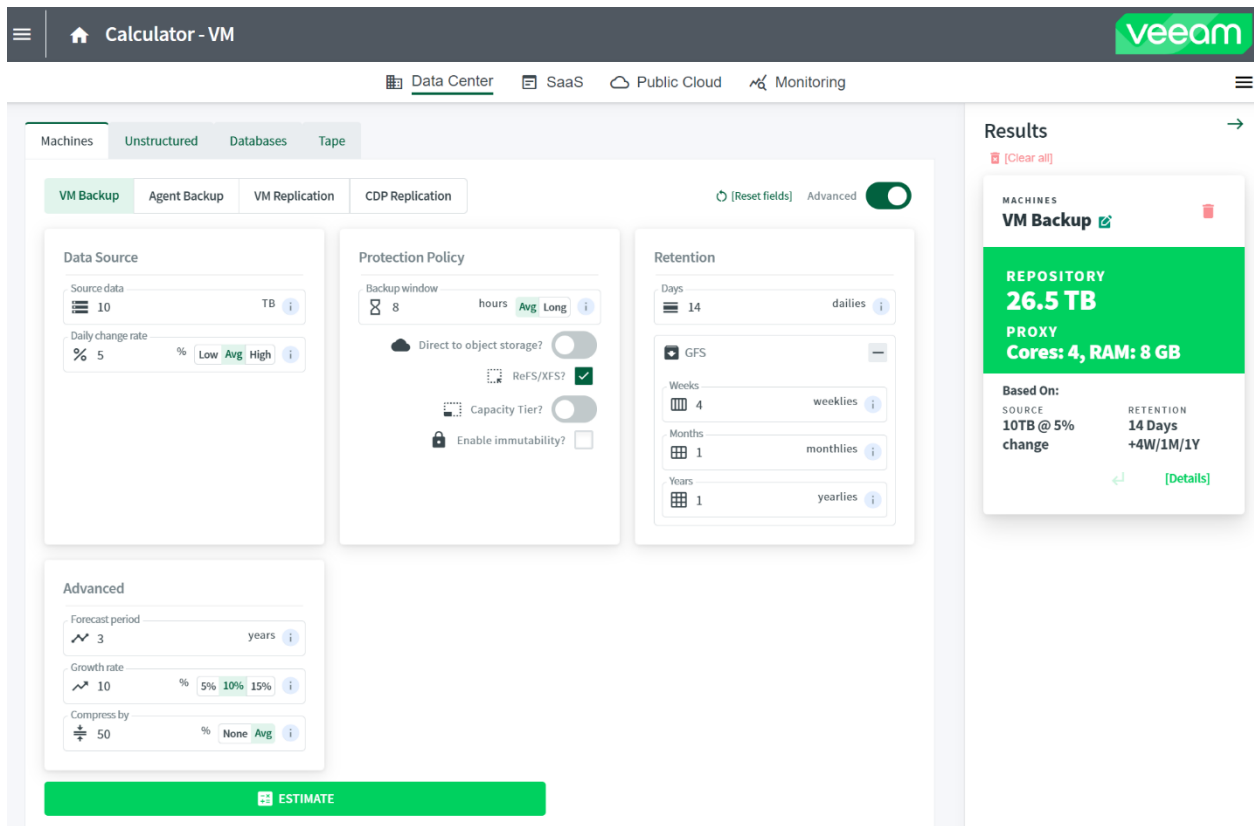 Calculator - VM
veeam
Data Center SaaS Public Cloud Monitoring
Machines Unstructured Databases Tape
VM Backup Agent Backup VM Replication CDP Replication
[Reset fields] Advanced
Data Source
Source data
10 TB i
Daily change rate
% 5 % Low Avg High i
Protection Policy
Backup window
8 hours Avg Long i
Direct to object storage?
ReFS/XFS?
Capacity Tier?
Enable immutability?
Retention
Days
14 dailies i
GFS
Weeks
4 weeklies i
Months
1 monthlies i
Years
1 yearlies i
Advanced
Forecast period
3 years i
Growth rate
10 % 5% 10% 15% i
Compress by
50 % None Avg i
ESTIMATE
Results
[Clear all]
MACHINES
VM Backup
REPOSITORY
26.5 TB
PROXY
Cores: 4, RAM: 8 GB
Based On:
SOURCE
10TB @ 5%
change
RETENTION
14 Days
+4W/1M/1Y
[Details]